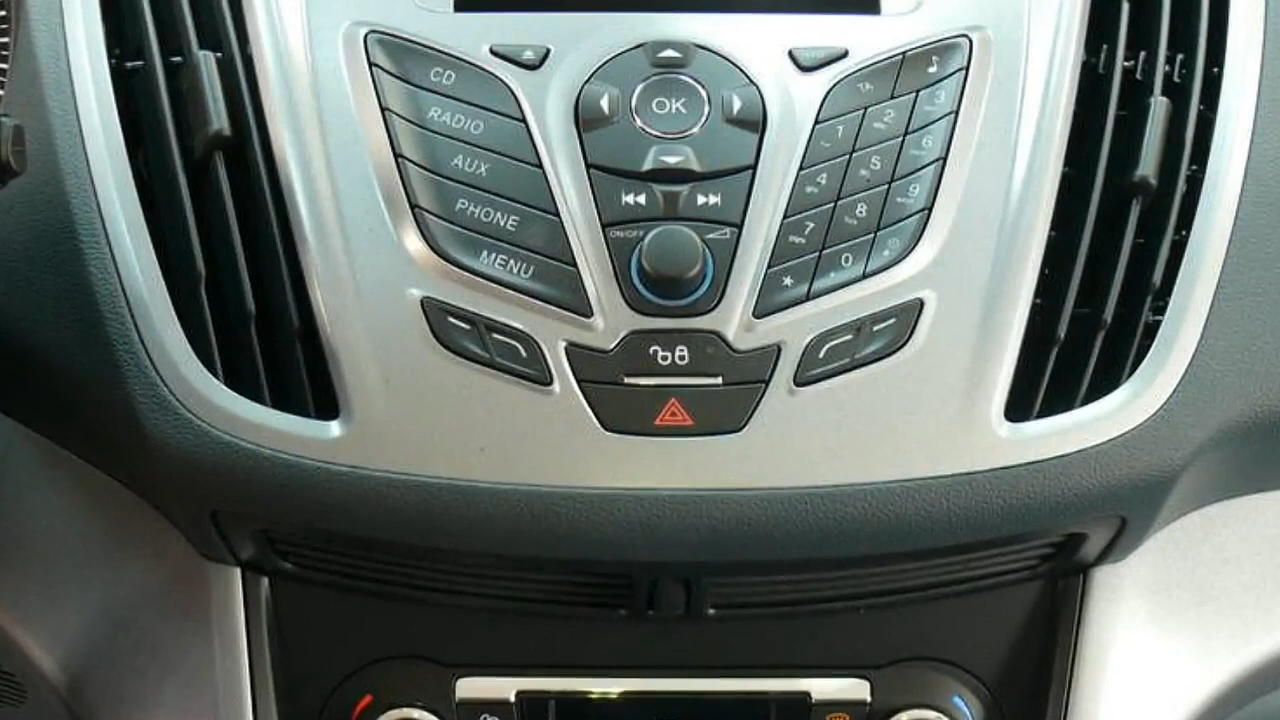 CD
RADIO
AUX
PHONE
MENU
OK
ON/OFF
1 2 3
4 5 6
7 8 9
* 0